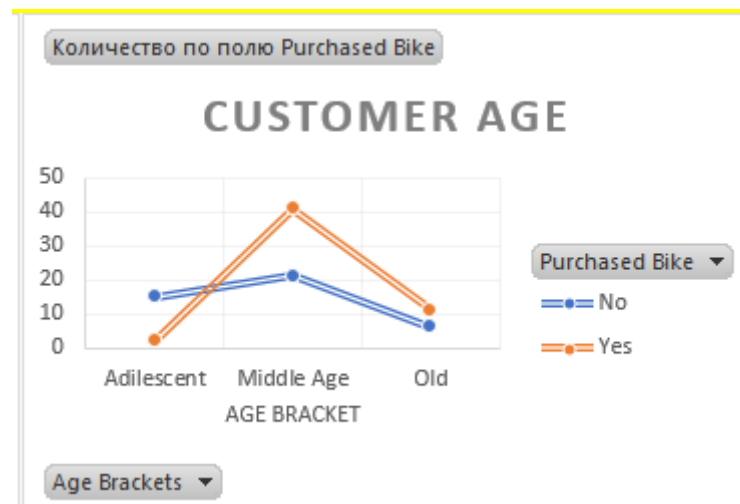 Количество по полю Purchased Bike
CUSTOMER AGE
50
40
30
20
10
0
Adilescent Middle Age Old
AGE BRACKET
Purchased Bike
No
Yes
Age Brackets